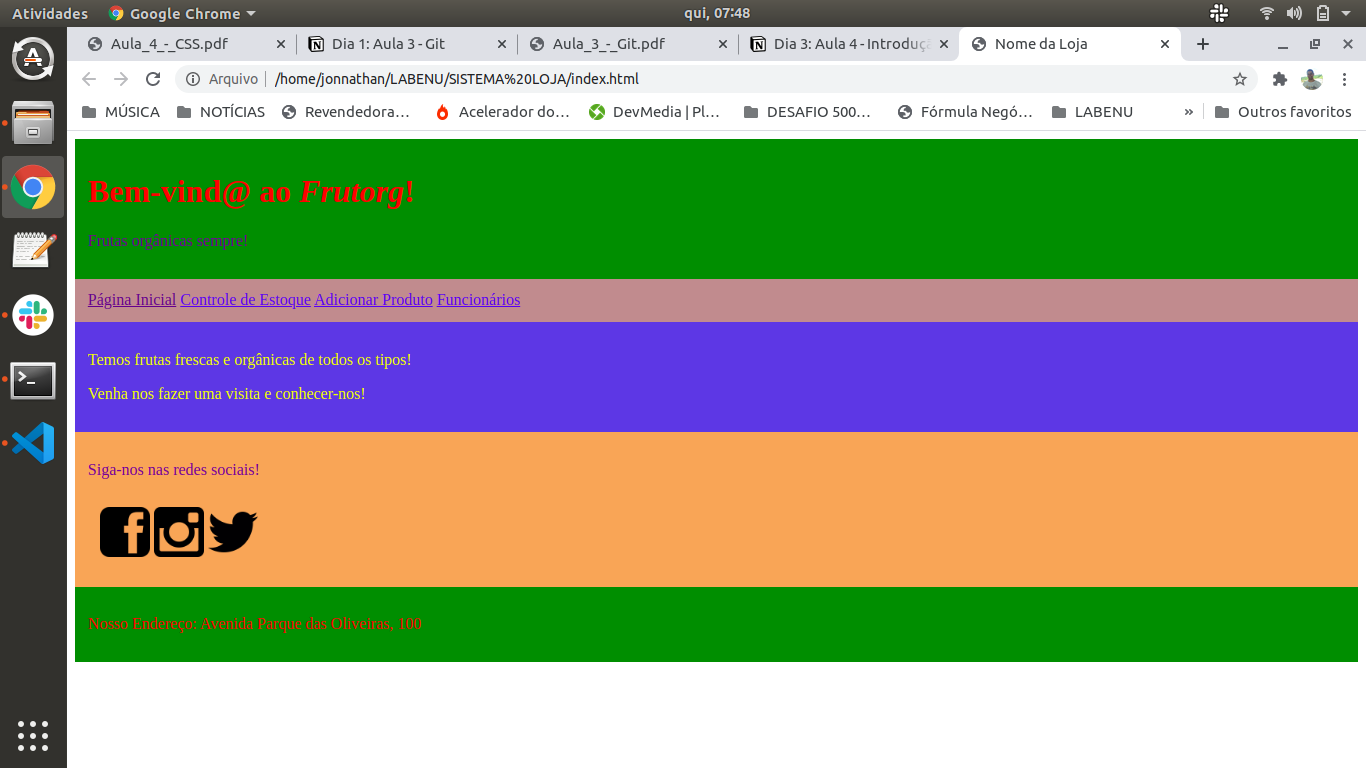 Atividades Google Chrome qui, 07:48
Aula_4_-_CSS.pdf Dia 1: Aula 3 - Git Aula_3_-_Git.pdf Dia 3: Aula 4 - Introduçã Nome da Loja
Arquivo /home/jonnathan/LABENU/SISTEMA%20LOJA/index.html
MÚSICA NOTÍCIAS Revendedora… Acelerador do… DevMedia | Pl… DESAFIO 500… Fórmula Negó… LABENU » Outros favoritos
Bem-vind@ ao Frutorg!
Frutas orgânicas sempre!
Página Inicial Controle de Estoque Adicionar Produto Funcionários
Temos frutas frescas e orgânicas de todos os tipos!
Venha nos fazer uma visita e conhecer-nos!
Siga-nos nas redes sociais!
Nosso Endereço: Avenida Parque das Oliveiras, 100